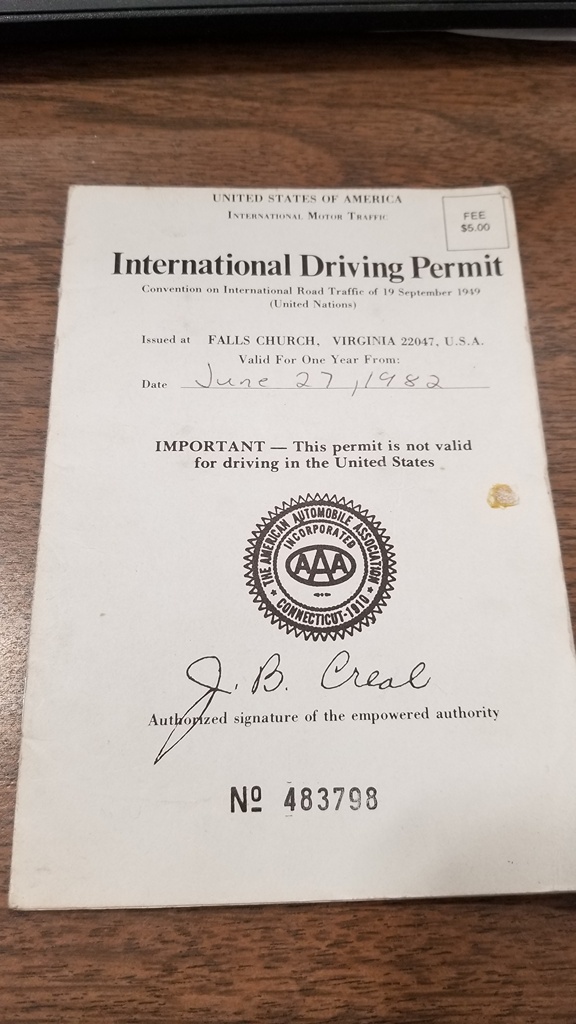 UNITED STATES OF AMERICA
INTERNATIONAL MOTOR TRAFFIC
FEE
$5.00
International Driving Permit
Convention on International Road Traffic of 19 September 1949
(United Nations)
Issued at FALLS CHURCH, VIRGINIA 22047, U.S.A.
Valid For One Year From:
Date June 27, 1982
IMPORTANT — This permit is not valid
for driving in the United States
THE AMERICAN AUTOMOBILE ASSOCIATION
INCORPORATED
AAA
CONNECTICUT-1910
J. B. Creal
Authorized signature of the empowered authority
Nº 483798